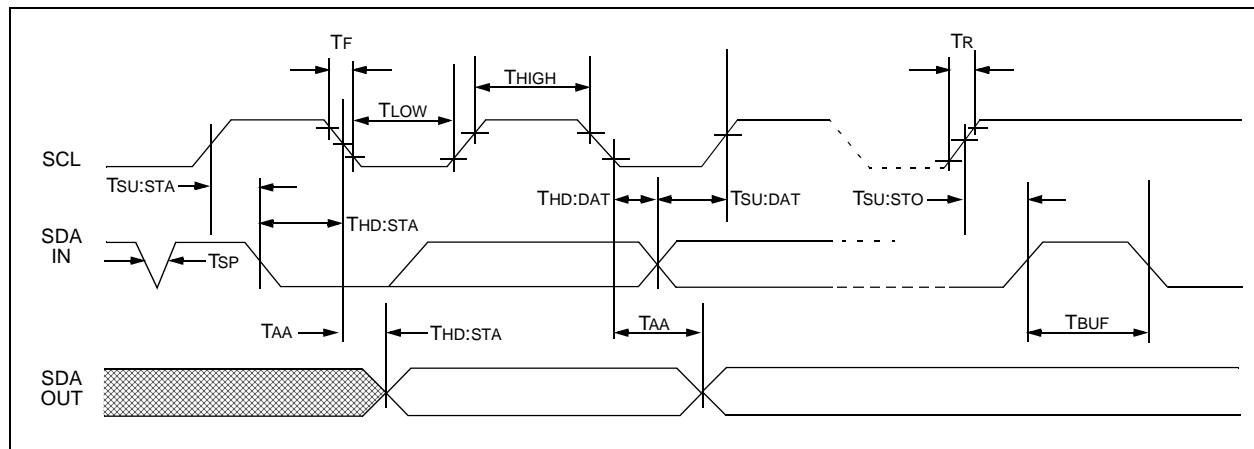 TF
TR
THIGH
TLOW
SCL
TSU:STA
THD:DAT
TSU:DAT
TSU:STO
THD:STA
SDA
IN
TSP
TAA
THD:STA
TAA
TBUF
SDA
OUT